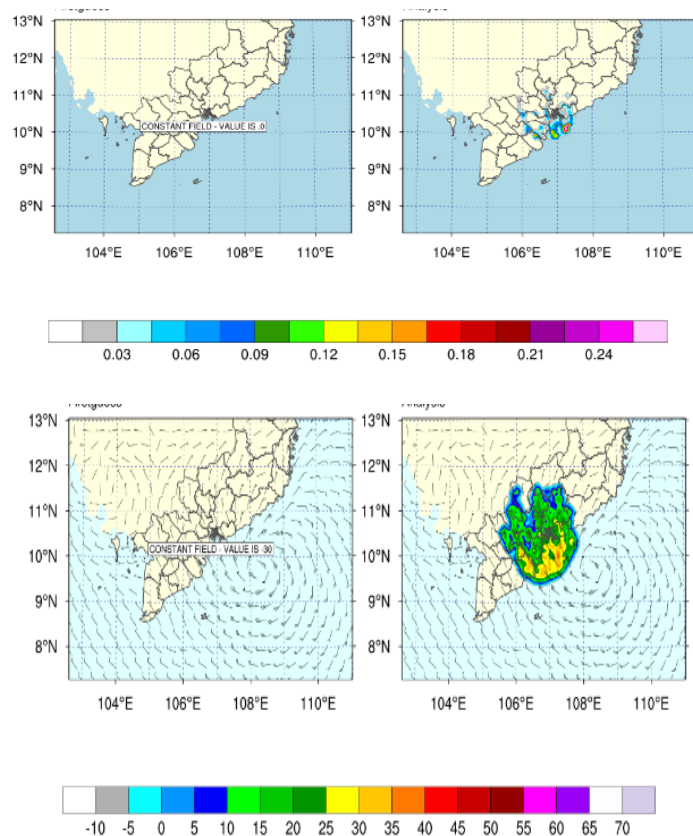 13°N
12°N
11°N
10°N
9°N
8°N
CONSTANT FIELD - VALUE IS .0
104°E 106°E 108°E 110°E
13°N
12°N
11°N
10°N
9°N
8°N
104°E 106°E 108°E 110°E
0.03 0.06 0.09 0.12 0.15 0.18 0.21 0.24
13°N
12°N
11°N
10°N
9°N
8°N
CONSTANT FIELD - VALUE IS -30
104°E 106°E 108°E 110°E
13°N
12°N
11°N
10°N
9°N
8°N
104°E 106°E 108°E 110°E
-10 -5 0 5 10 15 20 25 30 35 40 45 50 55 60 65 70